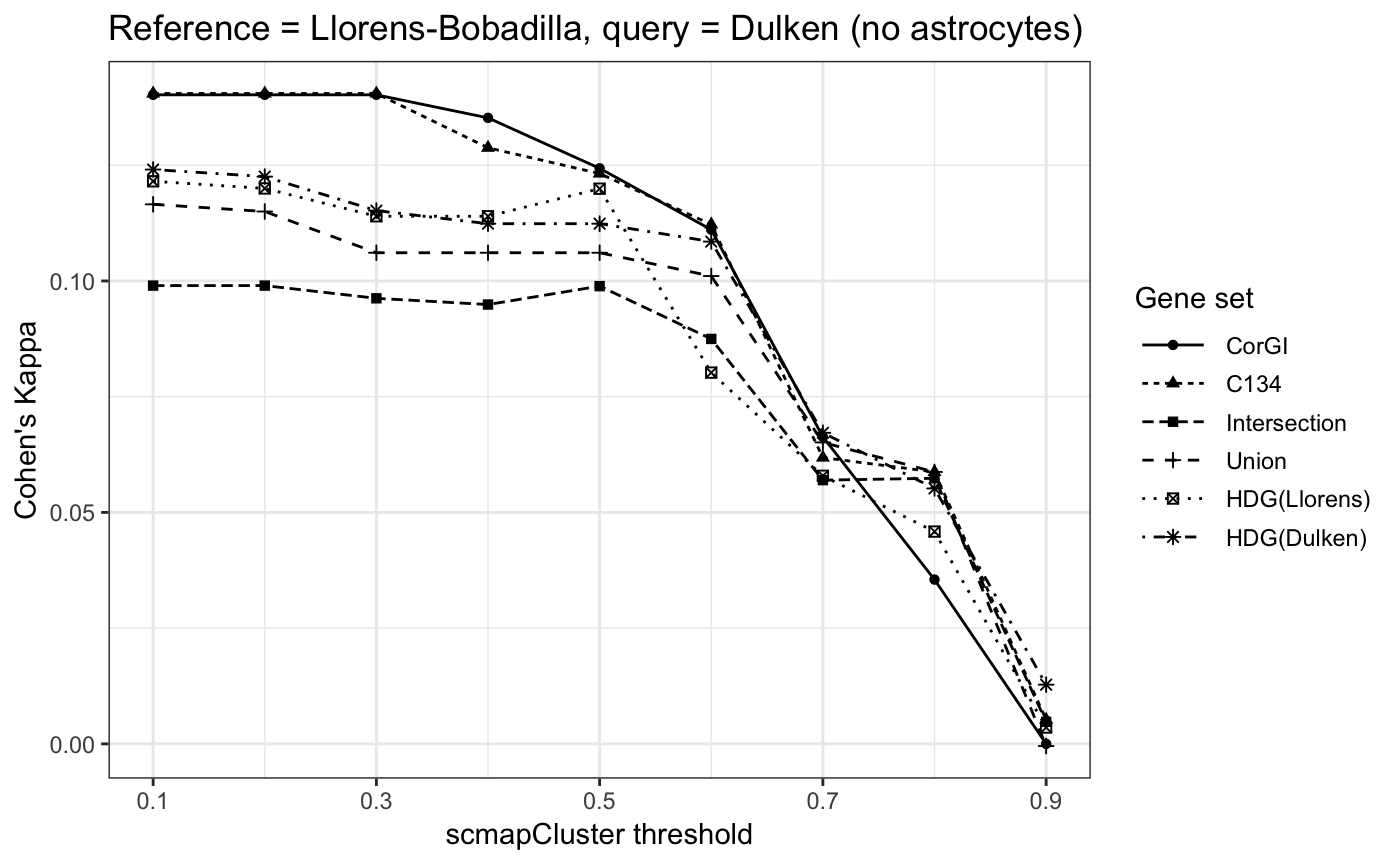 Reference = Llorens-Bobadilla, query = Dulken (no astrocytes)
Cohen's Kappa
0.10
0.05
0.00
0.1 0.3 0.5 0.7 0.9
scmapCluster threshold
Gene set
CorGI
C134
Intersection
Union
HDG(Llorens)
HDG(Dulken)